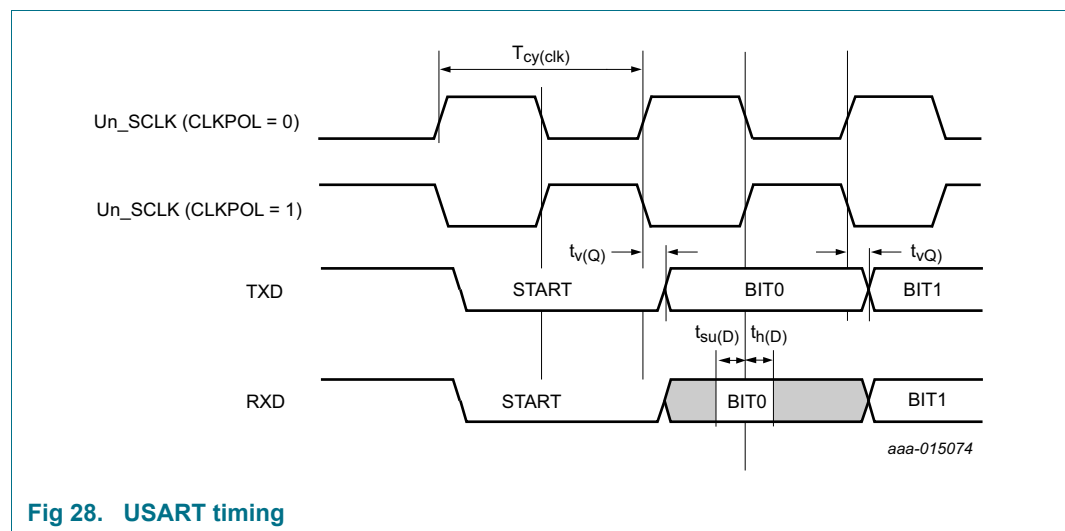 Tcy(clk)
Un_SCLK (CLKPOL = 0)
Un_SCLK (CLKPOL = 1)
tv(Q)
tvQ)
TXD
START
BIT0
BIT1
tsu(D)
th(D)
RXD
START
BIT0
BIT1
aaa-015074
Fig 28. USART timing